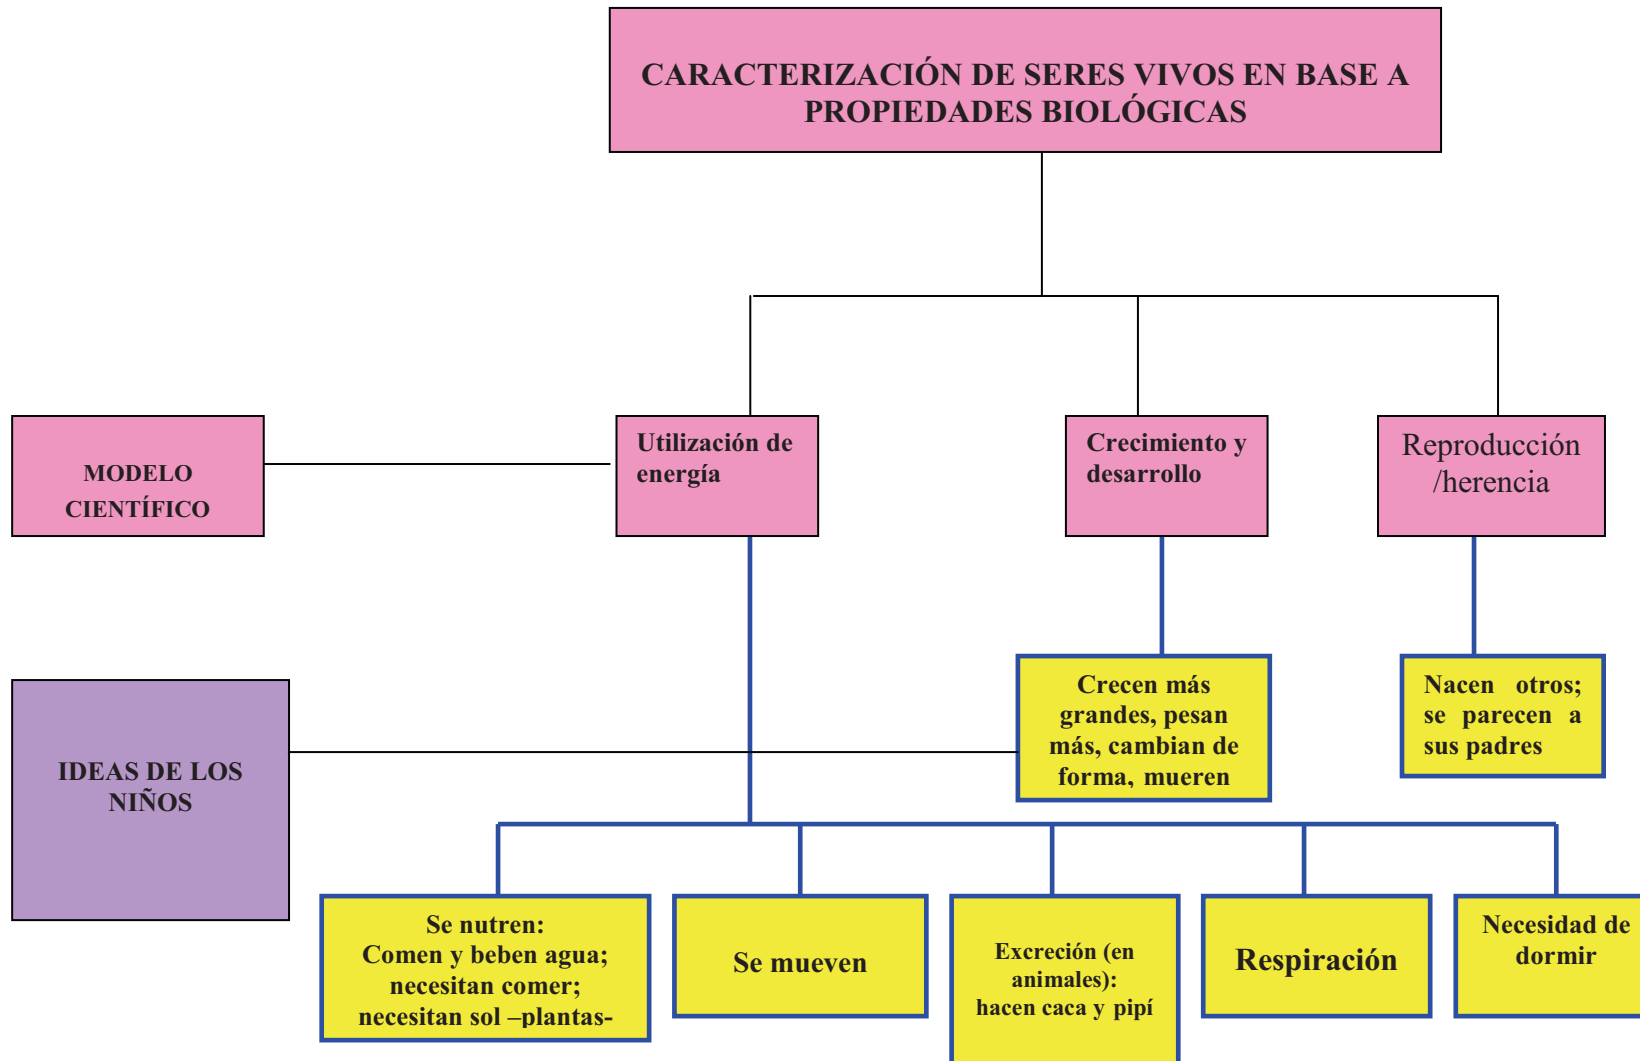 CARACTERIZACIÓN DE SERES VIVOS EN BASE A
PROPIEDADES BIOLÓGICAS
MODELO
CIENTÍFICO
Utilización de
energía
Crecimiento y
desarrollo
Reproducción
/herencia
IDEAS DE LOS
NIÑOS
Crecen más
grandes, pesan
más, cambian de
forma, mueren
Nacen otros;
se parecen a
sus padres
Se nutren:
Comen y beben agua;
necesitan comer;
necesitan sol –plantas-
Se mueven
Excreción (en
animales):
hacen caca y pipí
Respiración
Necesidad de
dormir